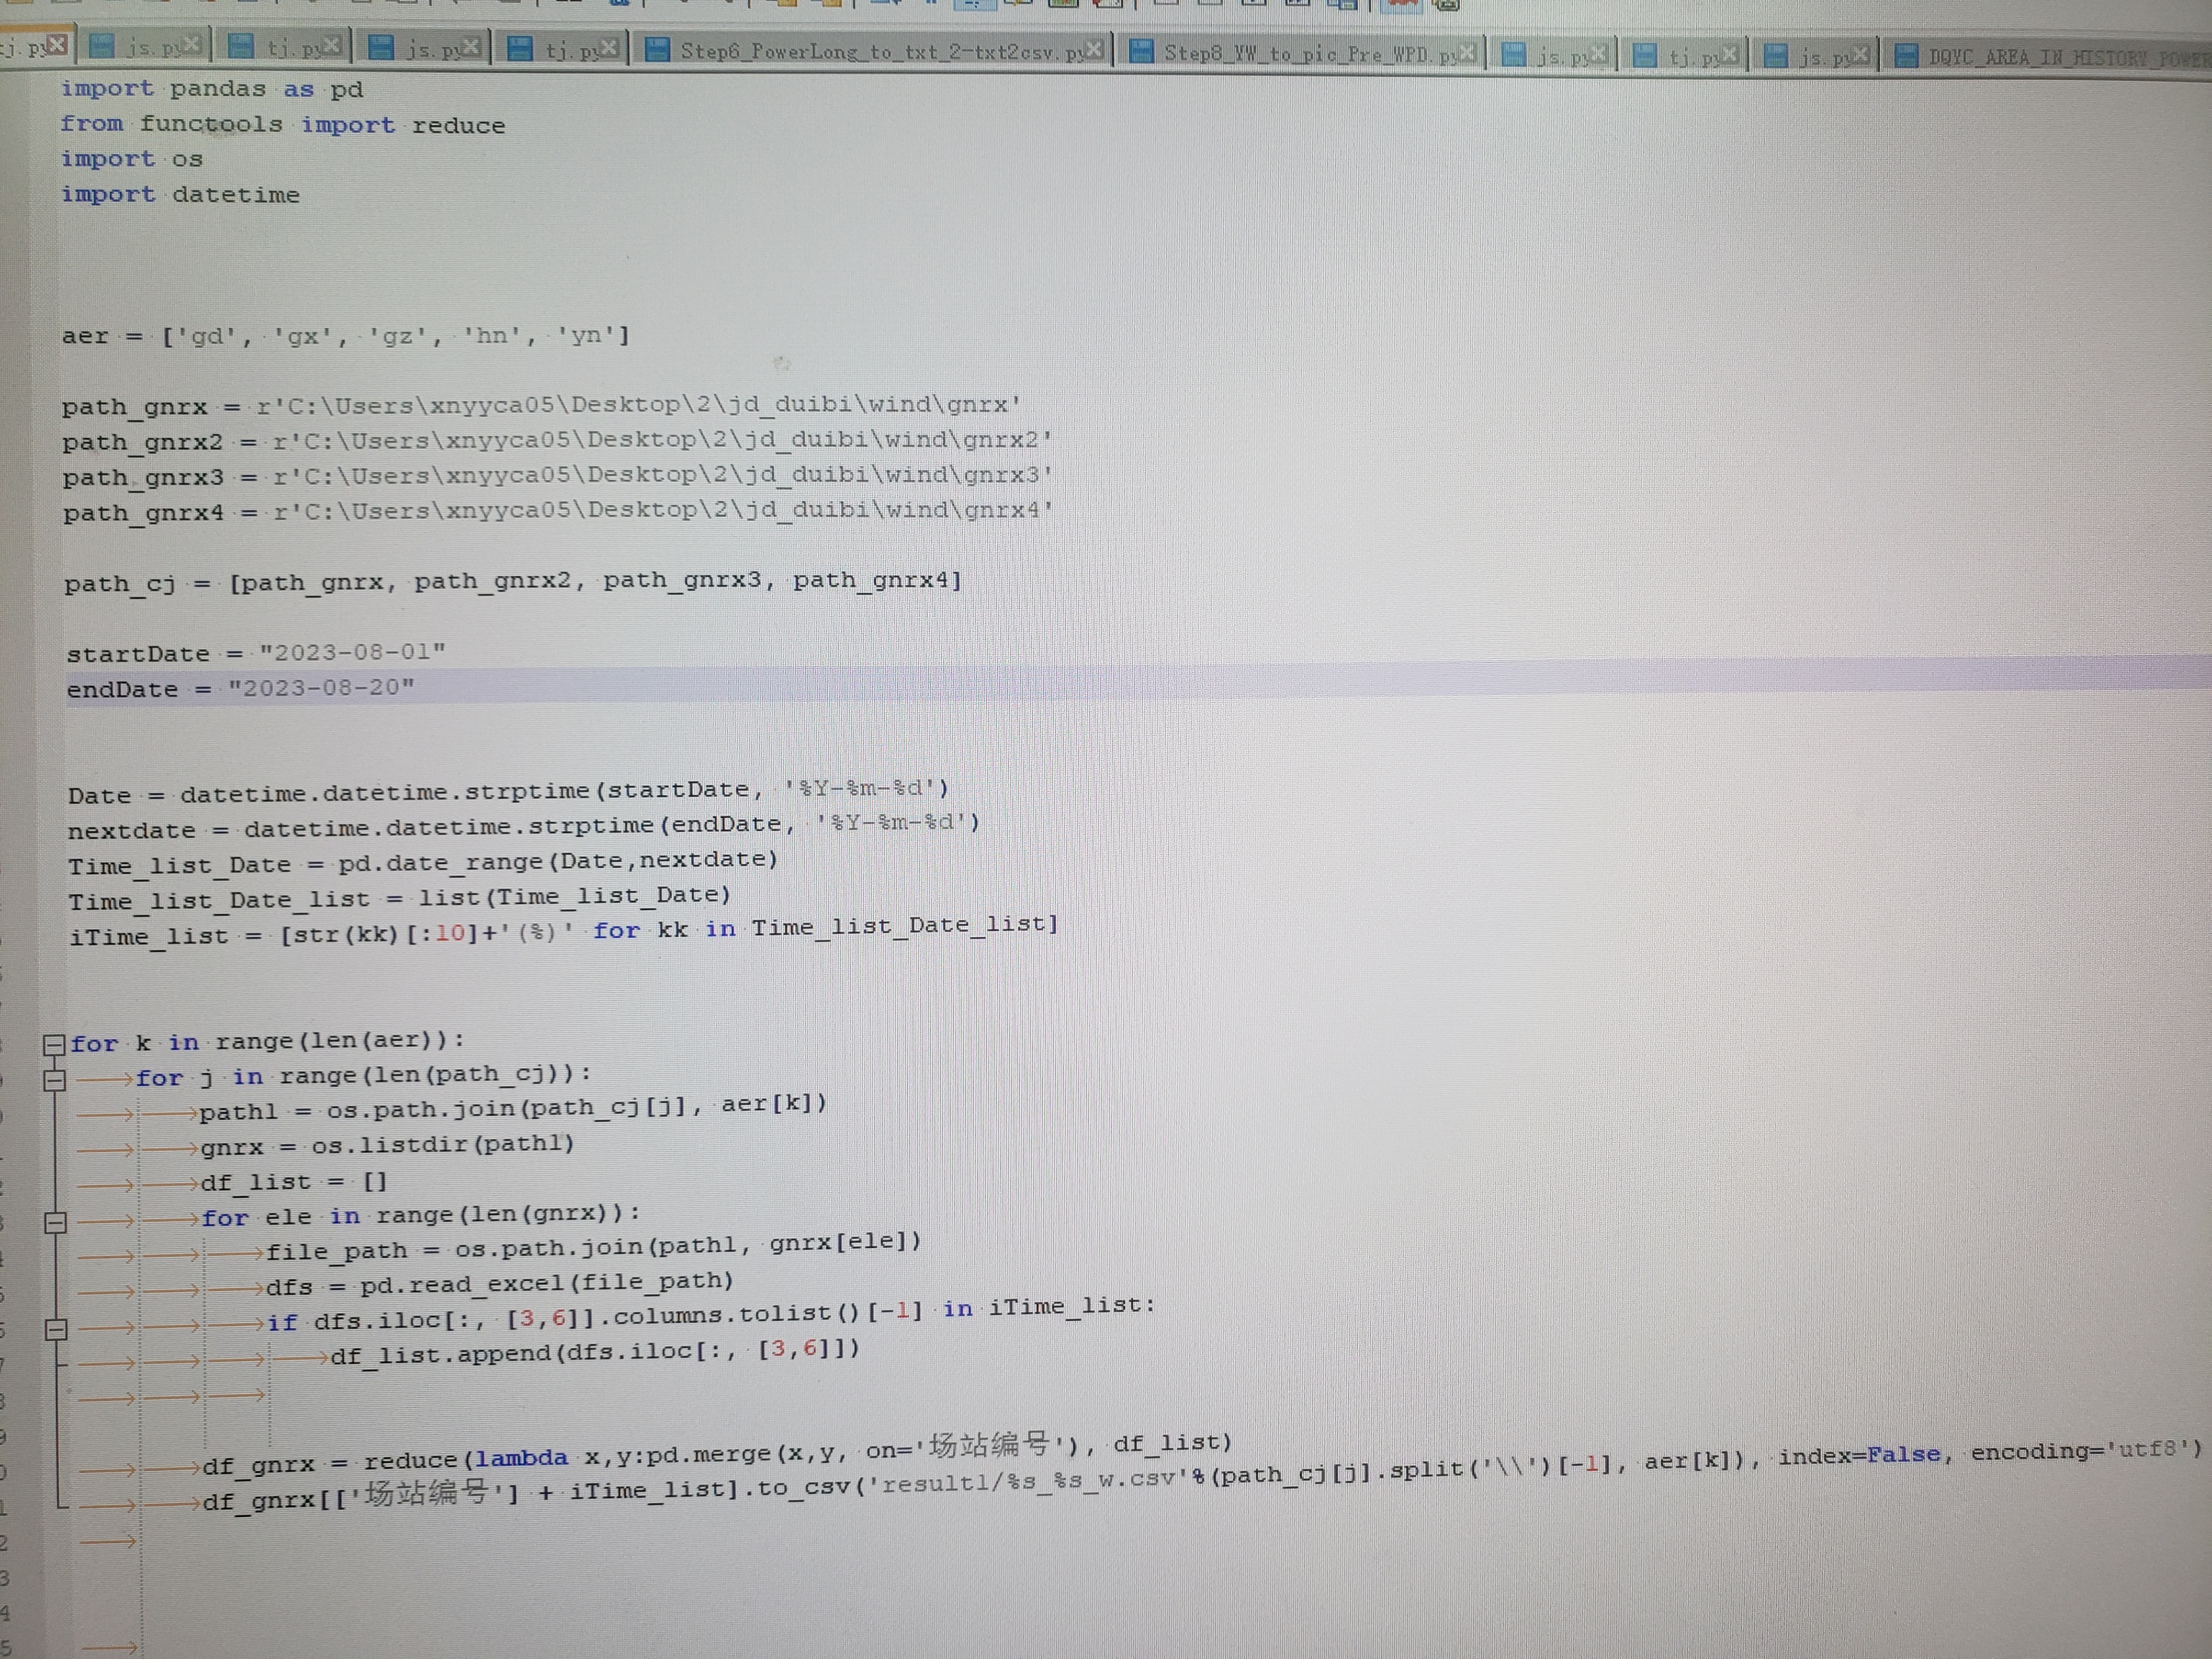 tj.py js.py tj.py js.py tj.py Step6_PowerLong_to_txt_2-txt2csv.py Step8_YW_to_pic_Pre_WPD.py js.py tj.py js.py DQYC_AREA_IN_HISTORY_POWER
import pandas as pd
from functools import reduce
import os
import datetime
aer = ['gd', 'gx', 'gz', 'hn', 'yn']
path_gnrx = r'C:\Users\xnyyca05\Desktop\2\jd_duibi\wind\gnrx'
path_gnrx2 = r'C:\Users\xnyyca05\Desktop\2\jd_duibi\wind\gnrx2'
path_gnrx3 = r'C:\Users\xnyyca05\Desktop\2\jd_duibi\wind\gnrx3'
path_gnrx4 = r'C:\Users\xnyyca05\Desktop\2\jd_duibi\wind\gnrx4'
path_cj = [path_gnrx, path_gnrx2, path_gnrx3, path_gnrx4]
startDate = "2023-08-01"
endDate = "2023-08-20"
Date = datetime.datetime.strptime(startDate, '%Y-%m-%d')
nextdate = datetime.datetime.strptime(endDate, '%Y-%m-%d')
Time_list_Date = pd.date_range(Date,nextdate)
Time_list_Date_list = list(Time_list_Date)
iTime_list = [str(kk)[:10]+'(%)' for kk in Time_list_Date_list]
for k in range(len(aer)):
for j in range(len(path_cj)):
path1 = os.path.join(path_cj[j], aer[k])
gnrx = os.listdir(path1)
df_list = []
for ele in range(len(gnrx)):
file_path = os.path.join(path1, gnrx[ele])
dfs = pd.read_excel(file_path)
if dfs.iloc[:, [3,6]].columns.tolist()[-1] in iTime_list:
df_list.append(dfs.iloc[:, [3,6]])
df_gnrx = reduce(lambda x,y:pd.merge(x,y, on='场站编号'), df_list)
df_gnrx[['场站编号'] + iTime_list].to_csv('result1/%s_%s_w.csv'%(path_cj[j].split('\\')[-1], aer[k]), index=False, encoding='utf8')